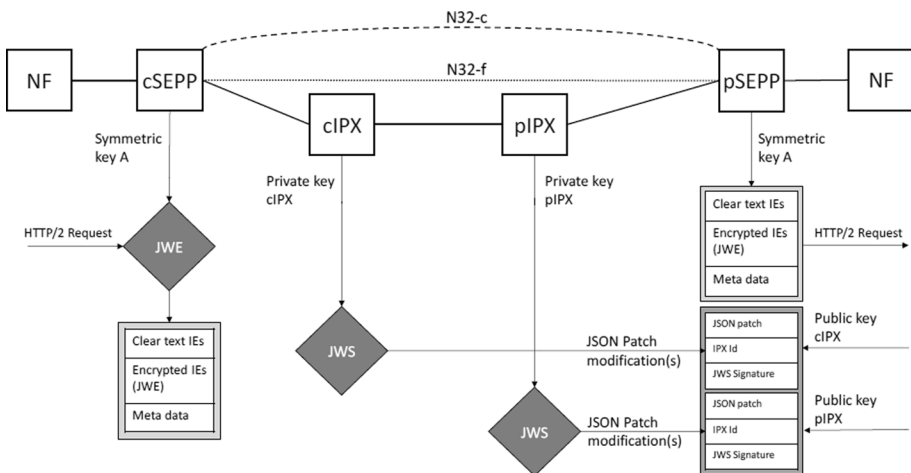 N32-c
NF
cSEPP
N32-f
pSEPP
NF
cIPX
pIPX
Symmetric
key A
Private key
cIPX
Private key
pIPX
Symmetric
key A
HTTP/2 Request
JWE
Clear text IEs
Encrypted IEs
(JWE)
Meta data
HTTP/2 Request
Clear text IEs
Encrypted IEs
(JWE)
Meta data
JWS
JSON Patch
modification(s)
JSON patch
IPX Id
JWS Signature
Public key
cIPX
JWS
JSON Patch
modification(s)
JSON patch
IPX Id
JWS Signature
Public key
pIPX